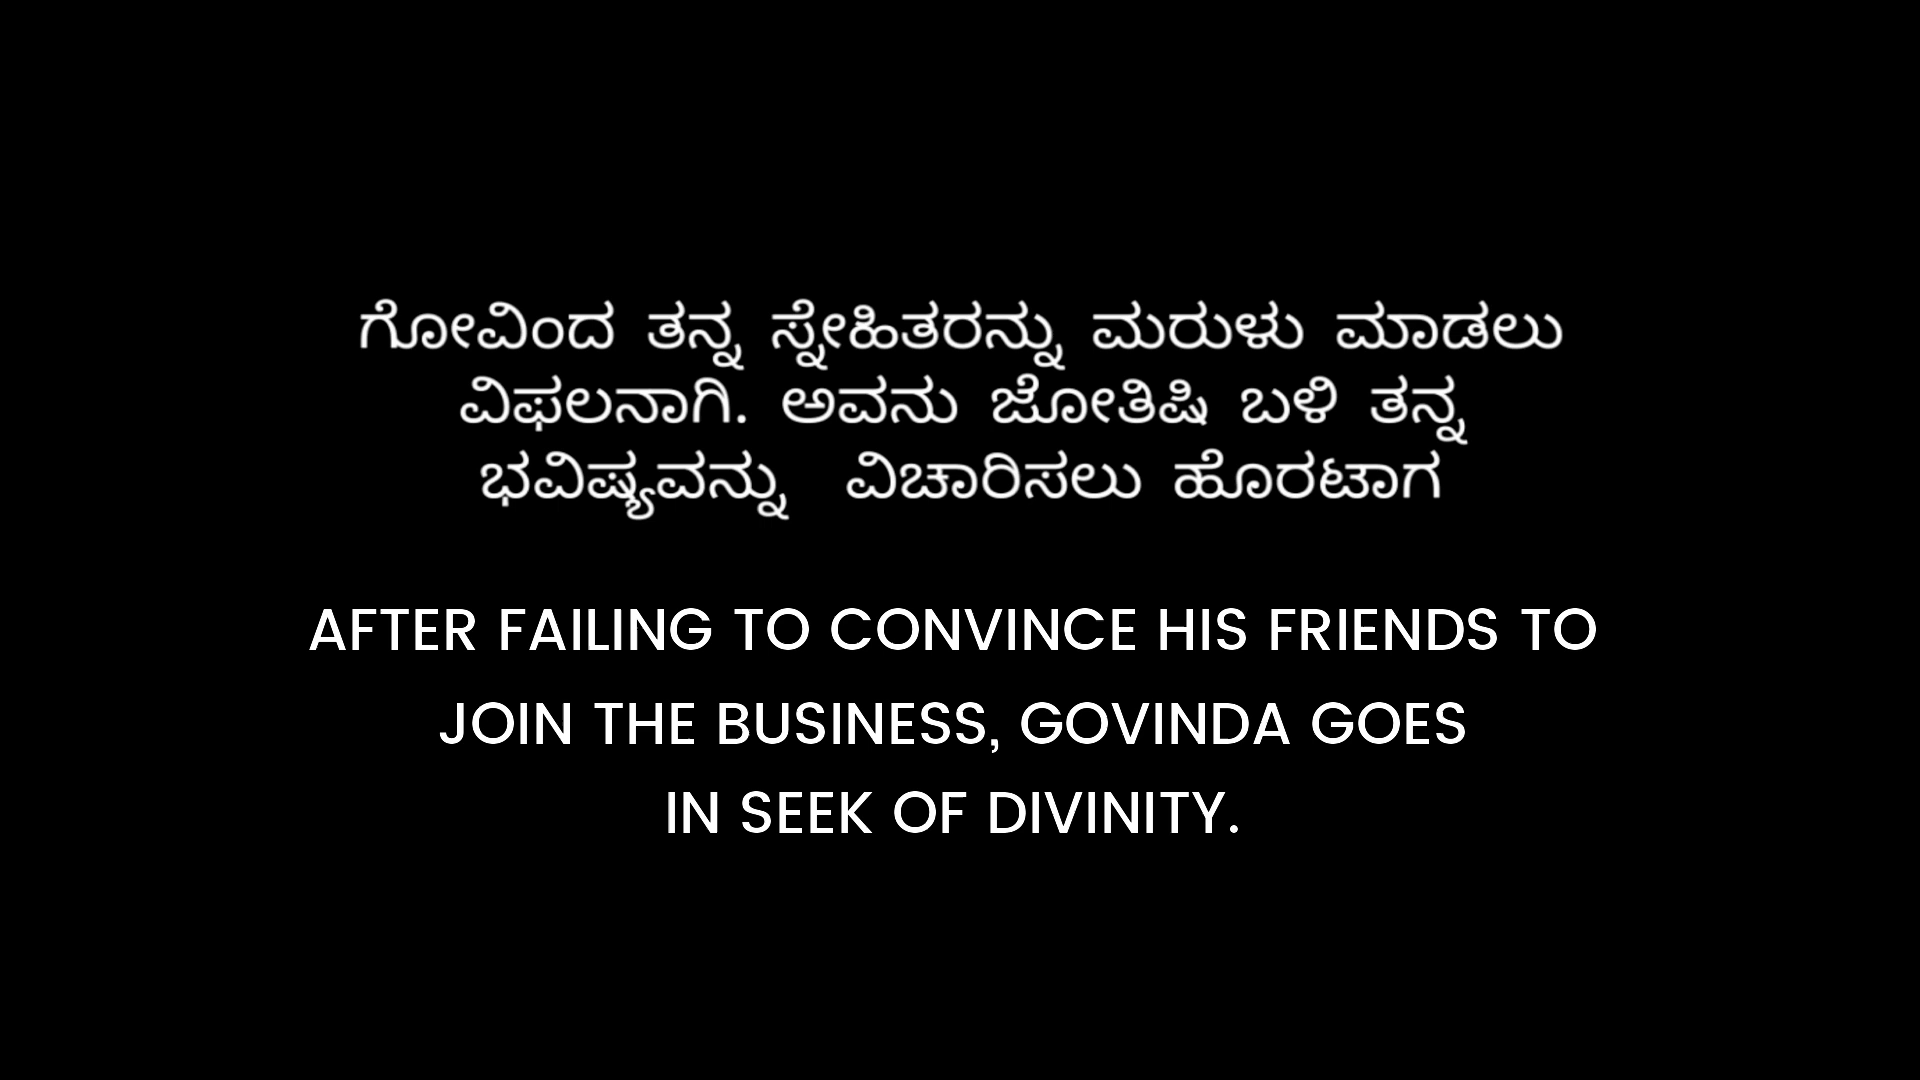 ಗೋವಿಂದ ತನ್ನ ಸ್ನೇಹಿತರನ್ನು ಮರುಳು ಮಾಡಲು
ವಿಫಲನಾಗಿ. ಅವನು ಜೋತಿಷಿ ಬಳಿ ತನ್ನ
ಭವಿಷ್ಯವನ್ನು ವಿಚಾರಿಸಲು ಹೊರಟಾಗ
AFTER FAILING TO CONVINCE HIS FRIENDS TO
JOIN THE BUSINESS, GOVINDA GOES
IN SEEK OF DIVINITY.